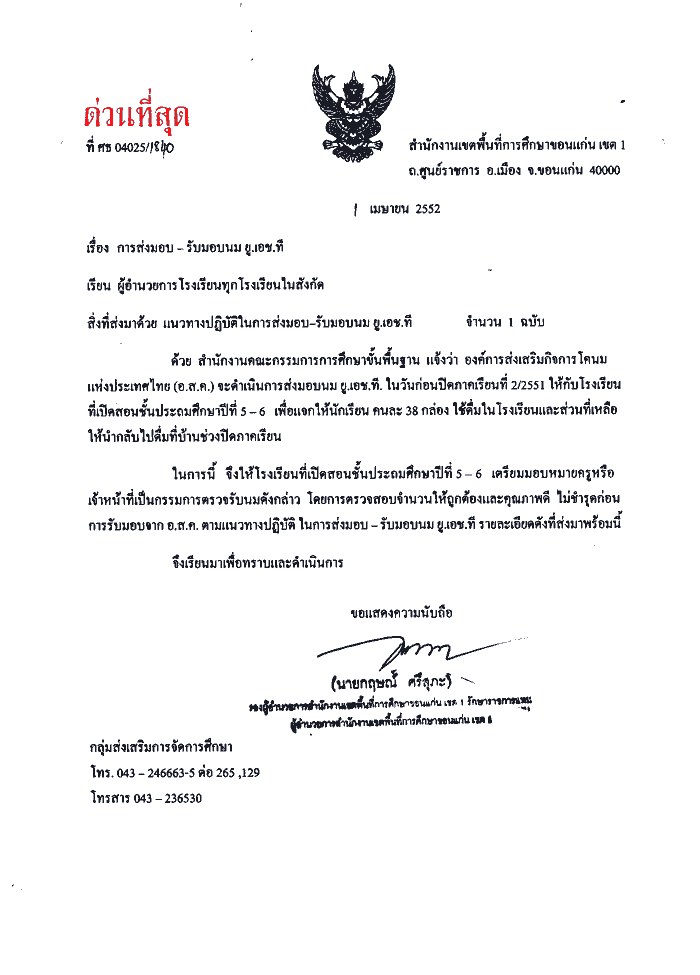 ด่วนที่สุด
ที่ ศธ 04025/1840
สำนักงานเขตพื้นที่การศึกษาขอนแก่น เขต 1
ถ.ศูนย์ราชการ อ.เมือง จ.ขอนแก่น 40000
1 เมษายน 2552
เรื่อง การส่งมอบ – รับมอบนม ยู.เอช.ที
เรียน ผู้อำนวยการโรงเรียนทุกโรงเรียนในสังกัด
สิ่งที่ส่งมาด้วย แนวทางปฏิบัติในการส่งมอบ–รับมอบนม ยู.เอช.ที จำนวน 1 ฉบับ
ด้วย สำนักงานคณะกรรมการการศึกษาขั้นพื้นฐาน แจ้งว่า องค์การส่งเสริมกิจการโคนม
แห่งประเทศไทย (อ.ส.ค.) จะดำเนินการส่งมอบนม ยู.เอช.ที. ในวันก่อนปิดภาคเรียนที่ 2/2551 ให้กับโรงเรียน
ที่เปิดสอนชั้นประถมศึกษาปีที่ 5 – 6 เพื่อแจกให้นักเรียน คนละ 38 กล่อง ใช้ดื่มในโรงเรียนและส่วนที่เหลือ
ให้นำกลับไปดื่มที่บ้านช่วงปิดภาคเรียน
ในการนี้ จึงให้โรงเรียนที่เปิดสอนชั้นประถมศึกษาปีที่ 5 – 6 เตรียมมอบหมายครูหรือ
เจ้าหน้าที่เป็นกรรมการตรวจรับนมดังกล่าว โดยการตรวจสอบจำนวนให้ถูกต้องและคุณภาพดี ไม่ชำรุดก่อน
การรับมอบจาก อ.ส.ค. ตามแนวทางปฏิบัติ ในการส่งมอบ – รับมอบนม ยู.เอช.ที รายละเอียดดังที่ส่งมาพร้อมนี้
จึงเรียนมาเพื่อทราบและดำเนินการ
ขอแสดงความนับถือ
(นายกฤษณ์ ศรีสุภะ)
รองผู้อำนวยการสำนักงานเขตพื้นที่การศึกษาขอนแก่น เขต 1 รักษาราชการแทน
ผู้อำนวยการสำนักงานเขตพื้นที่การศึกษาขอนแก่น เขต 1
กลุ่มส่งเสริมการจัดการศึกษา
โทร. 043 – 246663-5 ต่อ 265 ,129
โทรสาร 043 – 236530